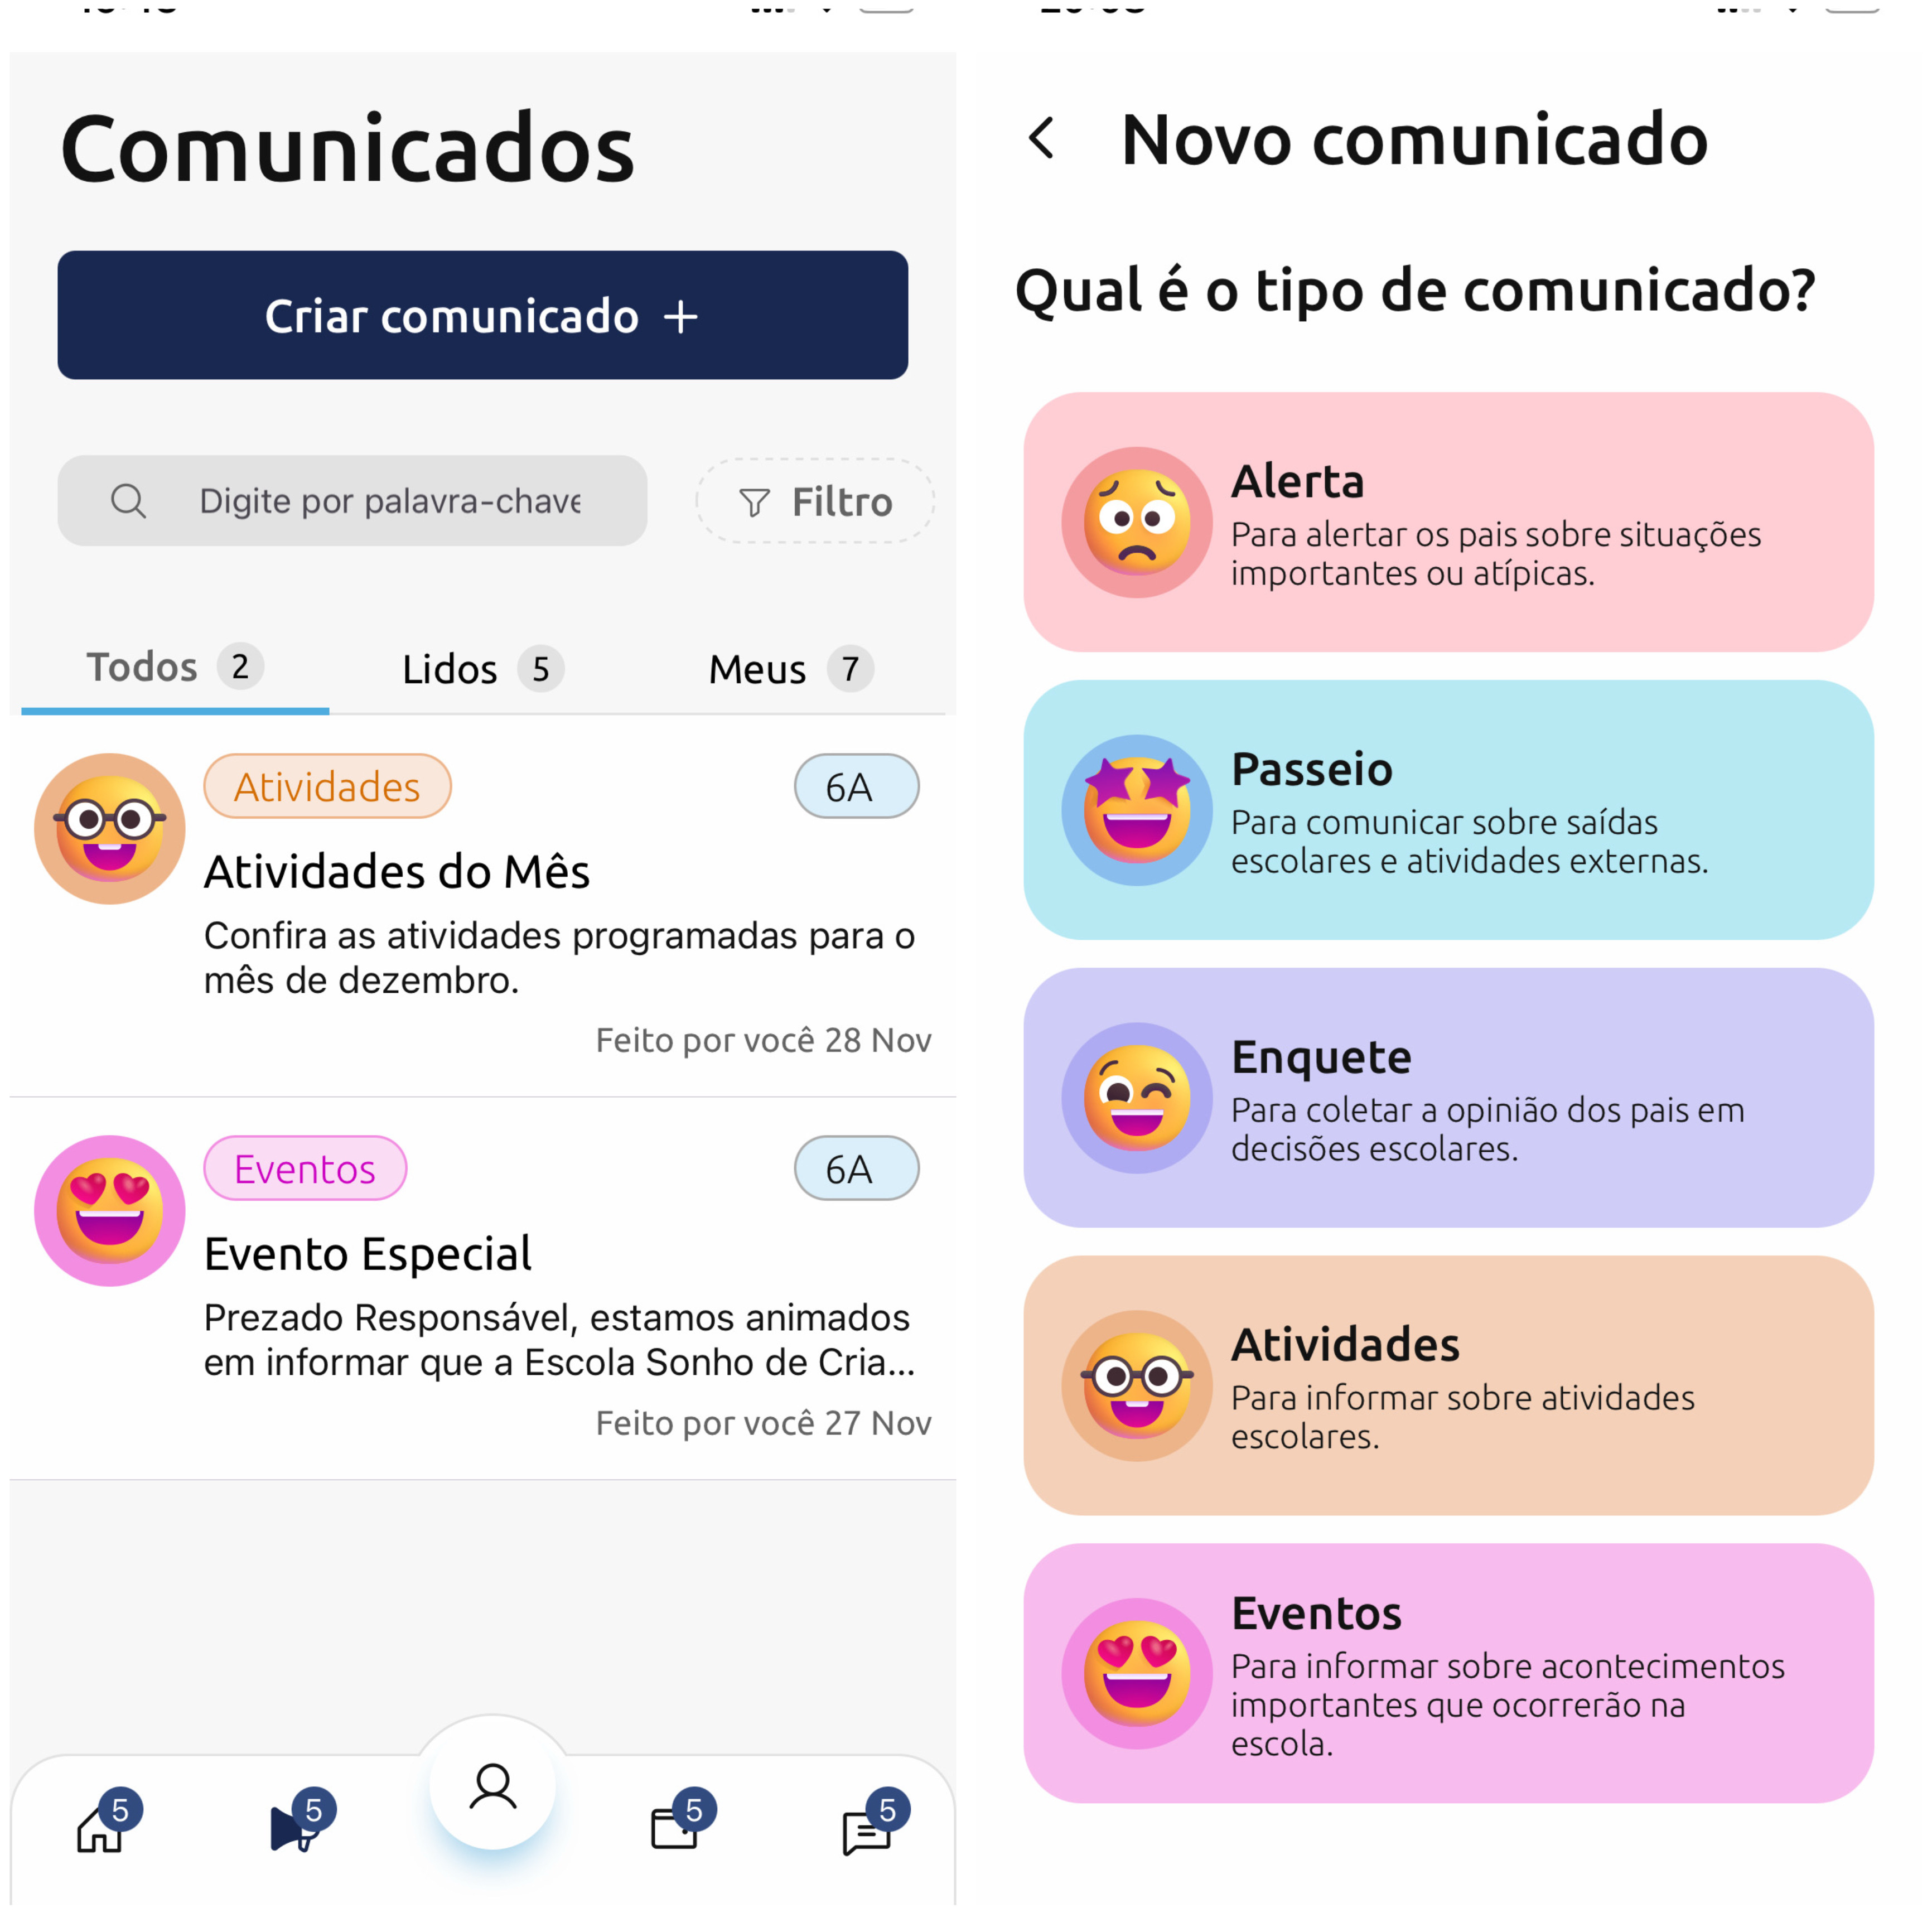 Comunicados
Criar comunicado +
Digite por palavra-chave
Filtro
Todos 2
Lidos 5
Meus 7
Atividades
6A
Atividades do Mês
Confira as atividades programadas para o
mês de dezembro.
Feito por você 28 Nov
Eventos
6A
Evento Especial
Prezado Responsável, estamos animados
em informar que a Escola Sonho de Cria...
Feito por você 27 Nov
5
5
5
5
Novo comunicado
Qual é o tipo de comunicado?
Alerta
Para alertar os pais sobre situações
importantes ou atípicas.
Passeio
Para comunicar sobre saídas
escolares e atividades externas.
Enquete
Para coletar a opinião dos pais em
decisões escolares.
Atividades
Para informar sobre atividades
escolares.
Eventos
Para informar sobre acontecimentos
importantes que ocorrerão na
escola.